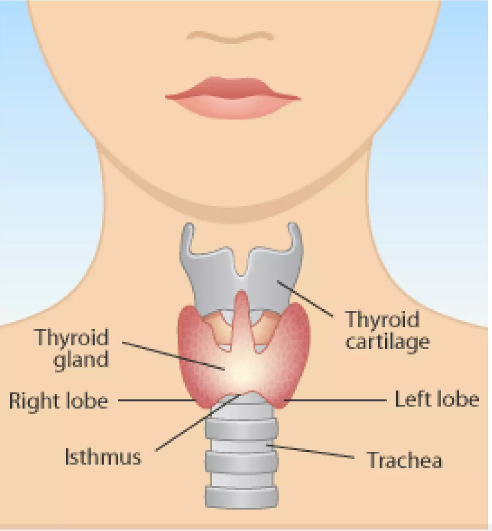 Thyroid
gland
Thyroid
cartilage
Right lobe
Left lobe
Isthmus
Trachea